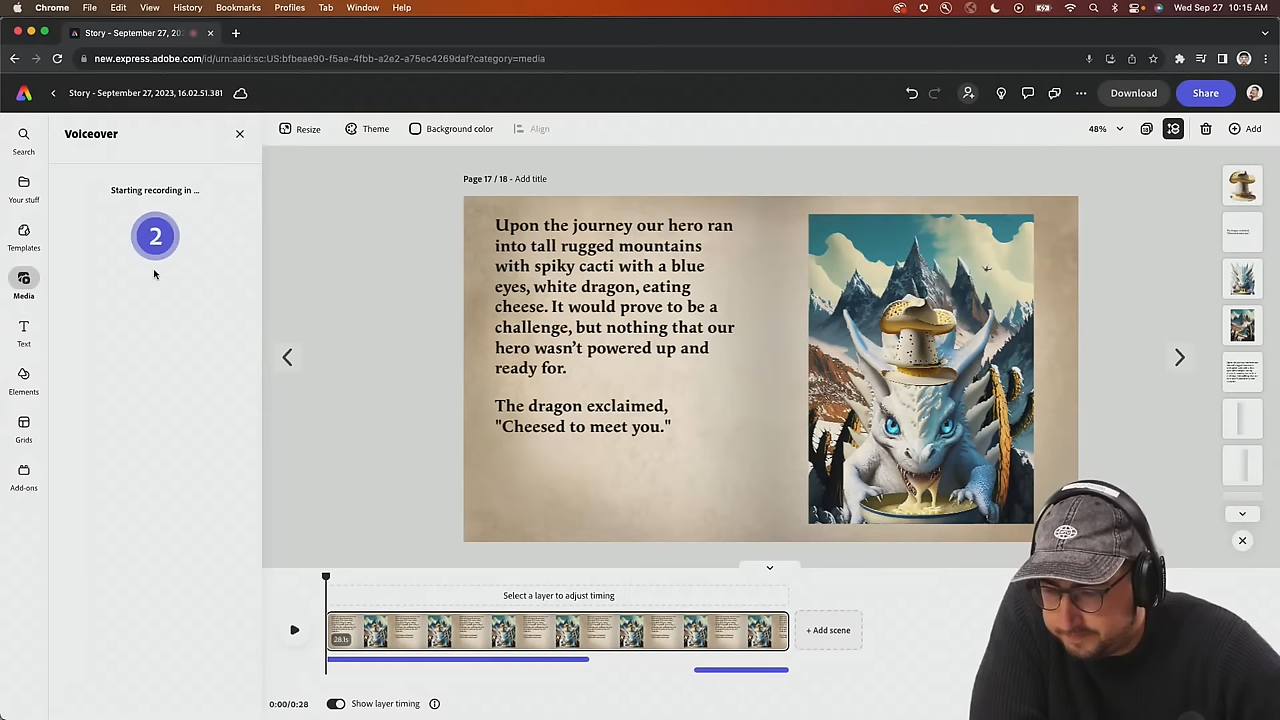 Chrome File Edit View History Bookmarks Profiles Tab Window Help Wed Sep 27 10:15 AM
Story - September 27, 202
new.express.adobe.com/id/urn:aaid:sc:US:bfbeae90-f5ae-4fbb-a2e2-a75ec4269daf?category=media
Story - September 27, 2023, 16.02.51.381 Download Share
Voiceover
Resize Theme Background color Align 48% Add
Search
Your stuff
Templates
Media
Text
Elements
Grids
Add-ons
Starting recording in ...
2
Page 17 / 18 - Add title
Upon the journey our hero ran
into tall rugged mountains
with spiky cacti with a blue
eyes, white dragon, eating
cheese. It would prove to be a
challenge, but nothing that our
hero wasn’t powered up and
ready for.
The dragon exclaimed,
"Cheesed to meet you."
Select a layer to adjust timing
28.1s
+ Add scene
0:00/0:28 Show layer timing